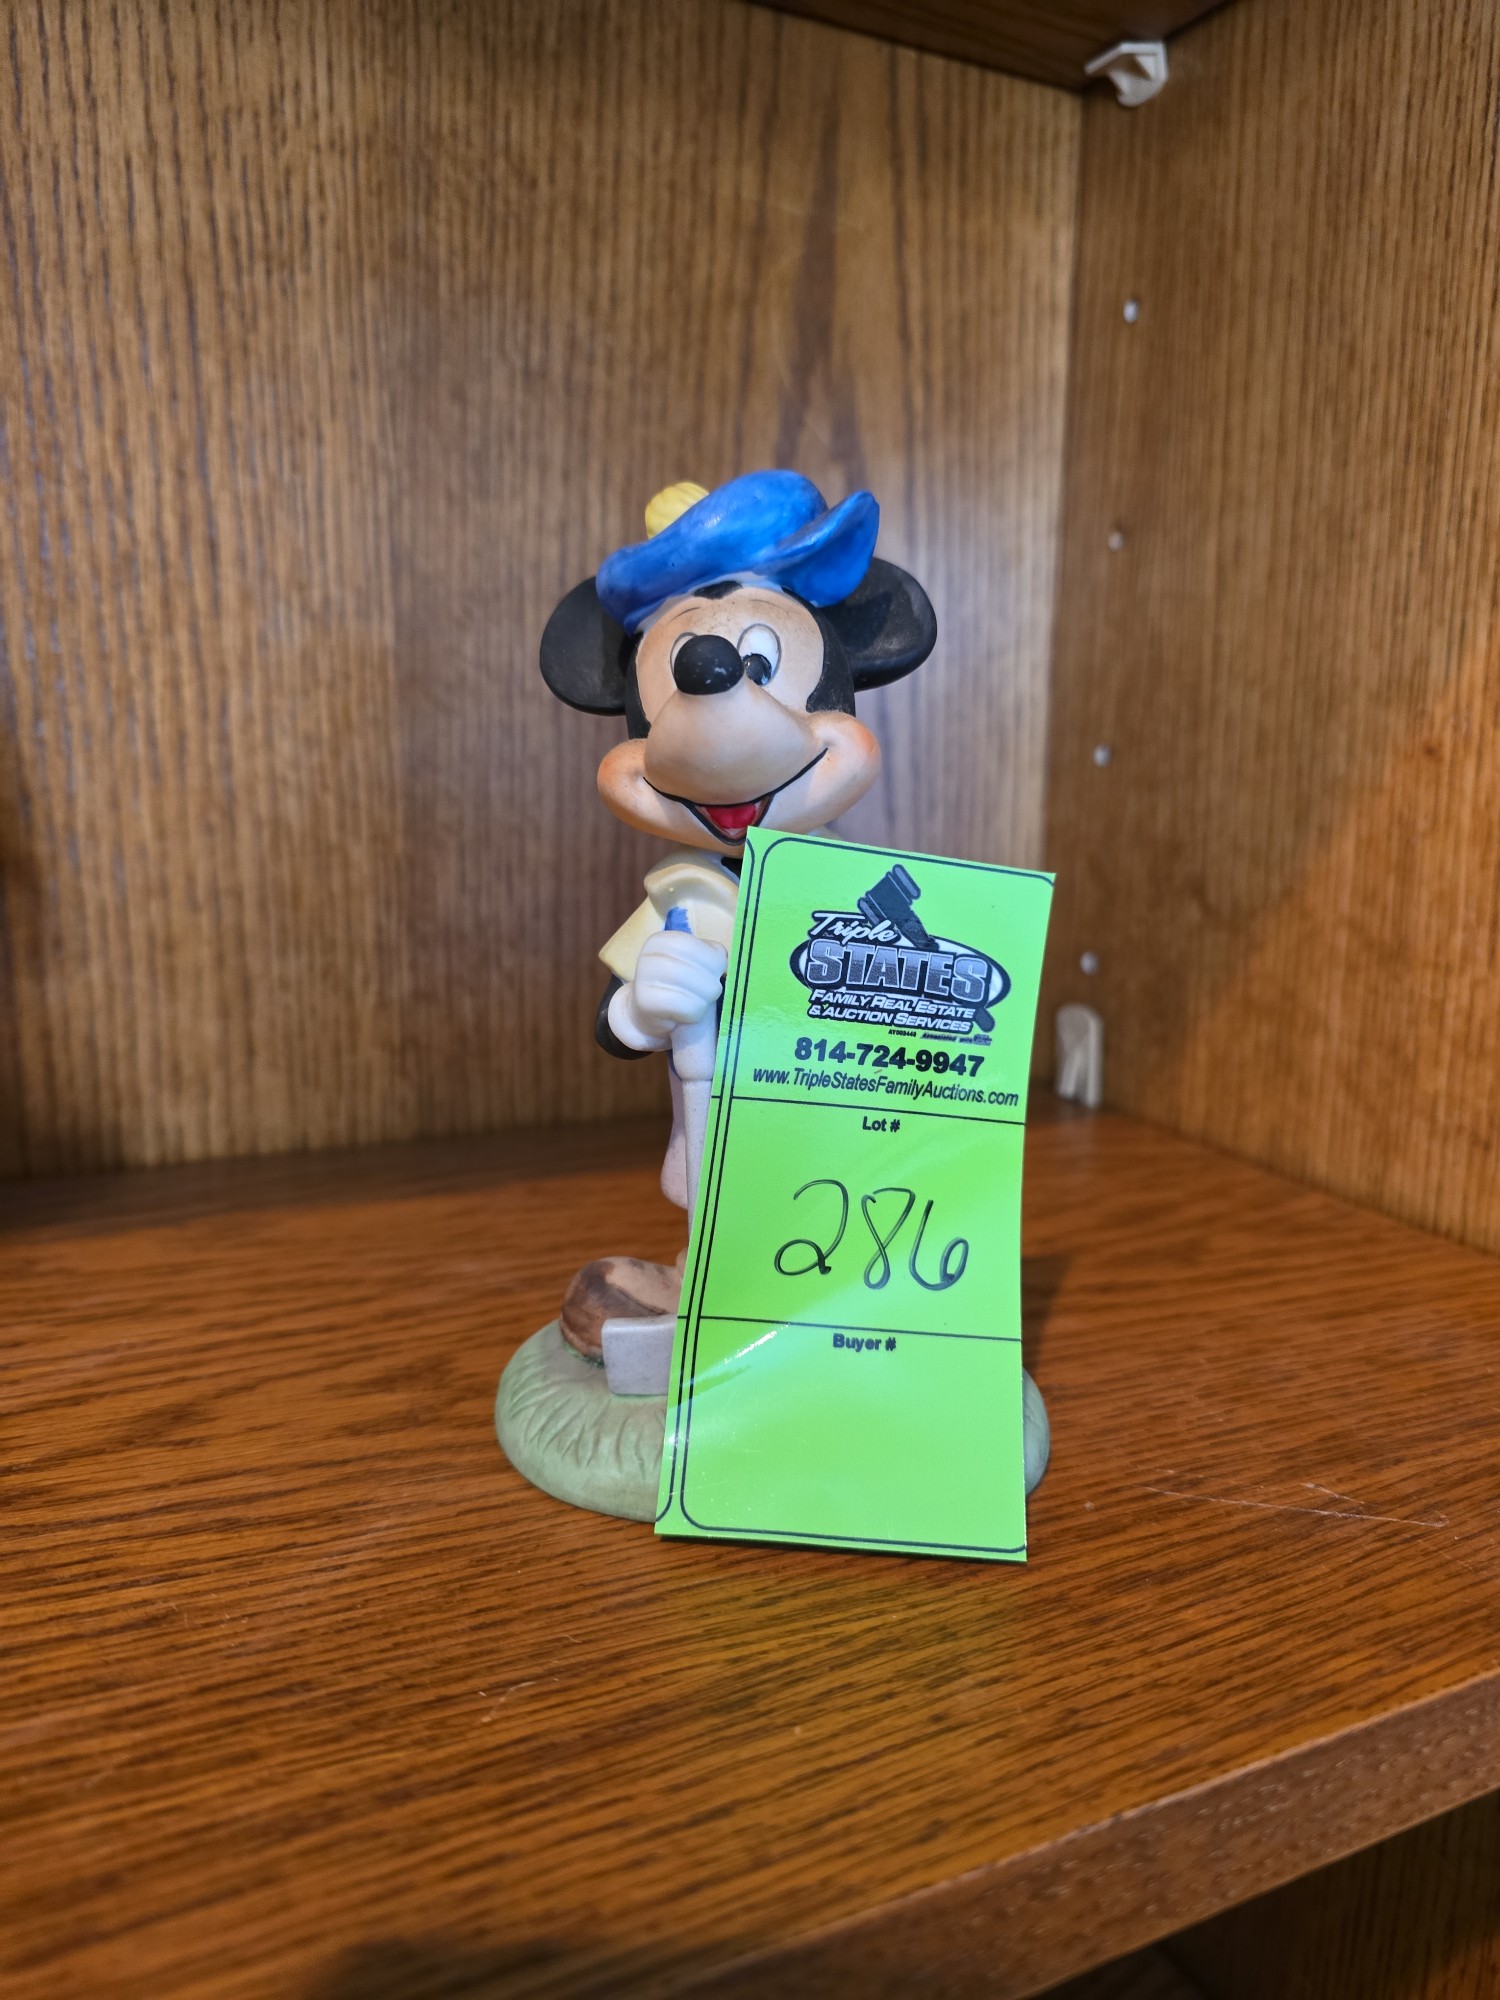 Triple
STATES
FAMILY REAL ESTATE
& AUCTION SERVICES
814-724-9947
www.TripleStatesFamilyAuctions.com
Lot #
286
Buyer #